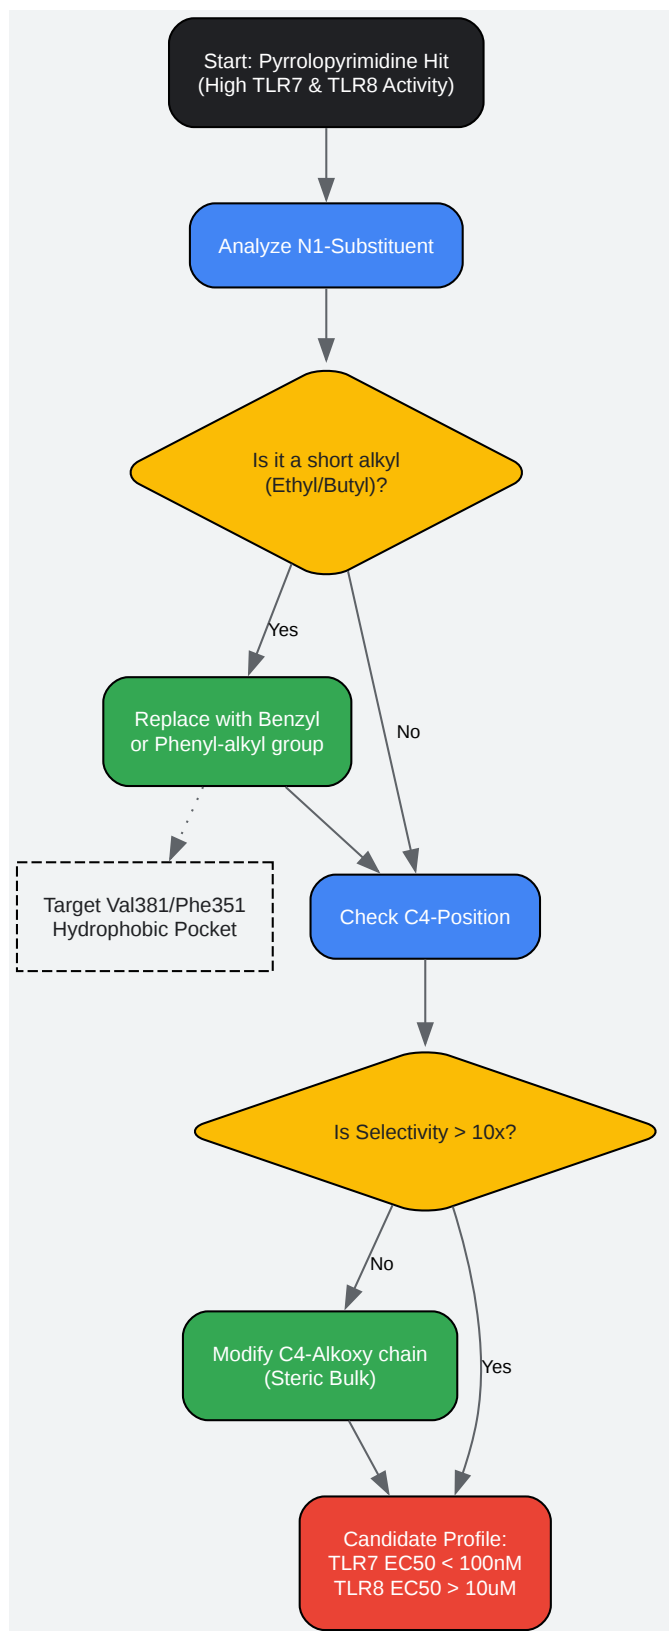 Start: Pyrrolopyrimidine Hit
(High TLR7 & TLR8 Activity)
Analyze N1-Substituent
Is it a short alkyl
(Ethyl/Butyl)?
Yes
No
Replace with Benzyl
or Phenyl-alkyl group
Target Val381/Phe351
Hydrophobic Pocket
Check C4-Position
Is Selectivity > 10x?
No
Yes
Modify C4-Alkoxy chain
(Steric Bulk)
Candidate Profile:
TLR7 EC50 < 100nM
TLR8 EC50 > 10uM